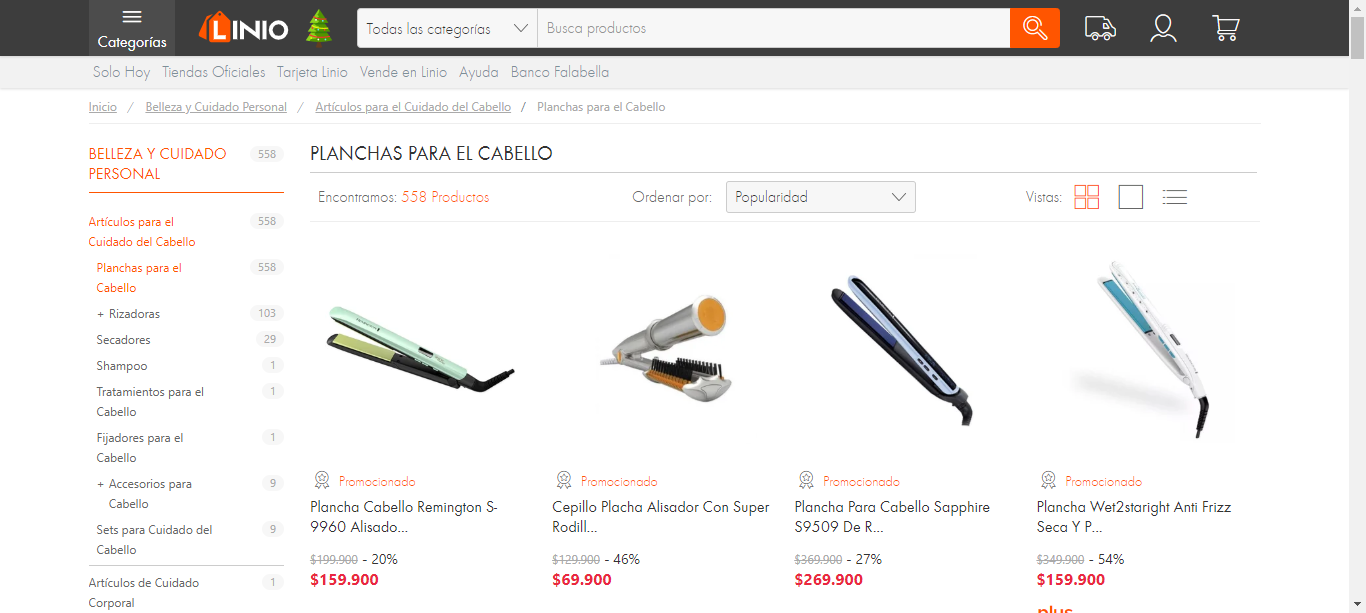 Categorías
LINIO
Todas las categorías
Busca productos
Solo Hoy Tiendas Oficiales Tarjeta Linio Vende en Linio Ayuda Banco Falabella
Inicio / Belleza y Cuidado Personal / Artículos para el Cuidado del Cabello / Planchas para el Cabello
BELLEZA Y CUIDADO 558
PERSONAL
Artículos para el 558
Cuidado del Cabello
Planchas para el 558
Cabello
+ Rizadoras 103
Secadores 29
Shampoo 1
Tratamientos para el 1
Cabello
Fijadores para el 1
Cabello
+ Accesorios para 9
Cabello
Sets para Cuidado del 9
Cabello
Artículos de Cuidado 1
Corporal
PLANCHAS PARA EL CABELLO
Encontramos: 558 Productos
Ordenar por: Popularidad
Vistas:
Promocionado
Plancha Cabello Remington S-
9960 Alisado...
$199.900 - 20%
$159.900
Promocionado
Cepillo Placha Alisador Con Super
Rodill...
$129.900 - 46%
$69.900
Promocionado
Plancha Para Cabello Sapphire
S9509 De R...
$369.900 - 27%
$269.900
Promocionado
Plancha Wet2staright Anti Frizz
Seca Y P...
$349.900 - 54%
$159.900
plus